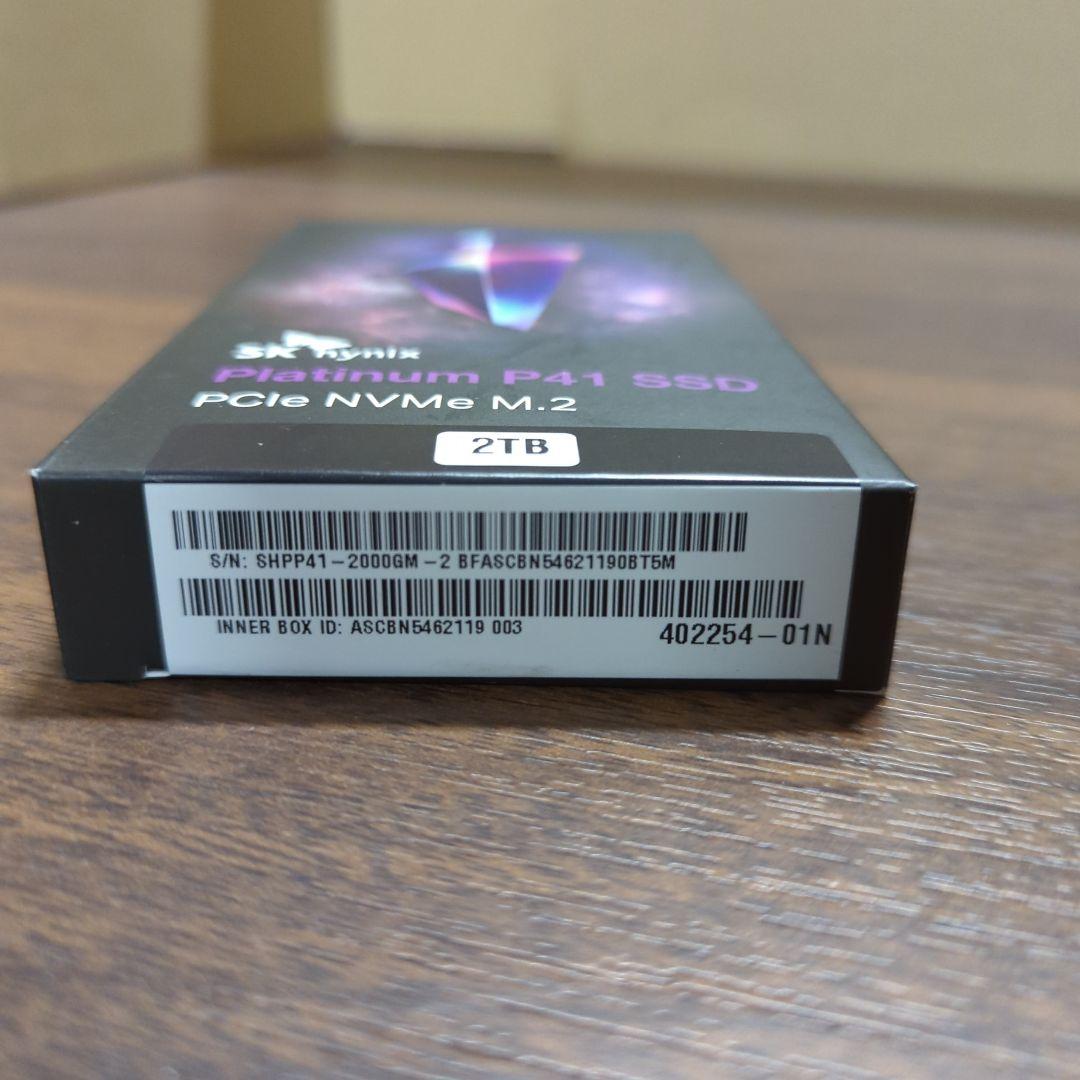 SK hynix
Platinum P41 SSD
PCIe NVMe M.2
2TB
S/N: SHPP41-2000GM-2 BFASCBN54621190BT5M
INNER BOX ID: ASCBN5462119 003
402254-01N